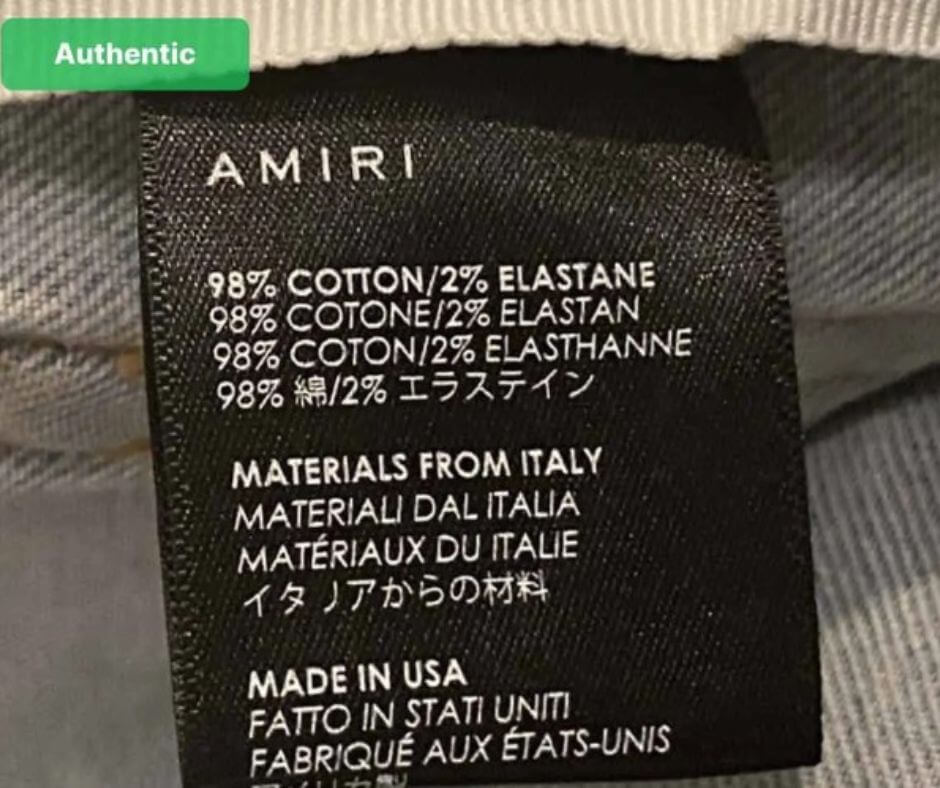 Authentic
AMIRI
98% COTTON/2% ELASTANE
98% COTONE/2% ELASTAN
98% COTON/2% ELASTHANNE
98% 綿/2% エラステイン
MATERIALS FROM ITALY
MATERIALI DAL ITALIA
MATÉRIAUX DU ITALIE
イタリアからの材料
MADE IN USA
FATTO IN STATI UNITI
FABRIQUÉ AUX ÉTATS-UNIS